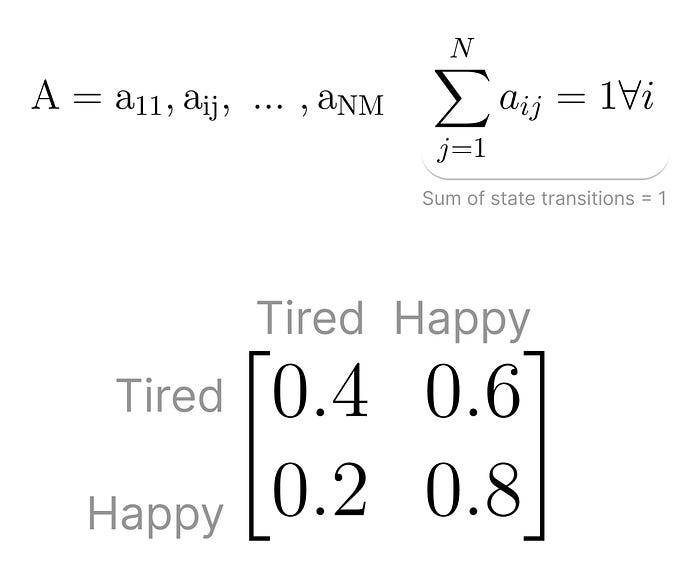 A = a₁₁, aᵢⱼ, ... , a_NM
N
∑ aᵢⱼ = 1∀i
j=1
Sum of state transitions = 1
Tired Happy
Tired 0.4 0.6
Happy 0.2 0.8